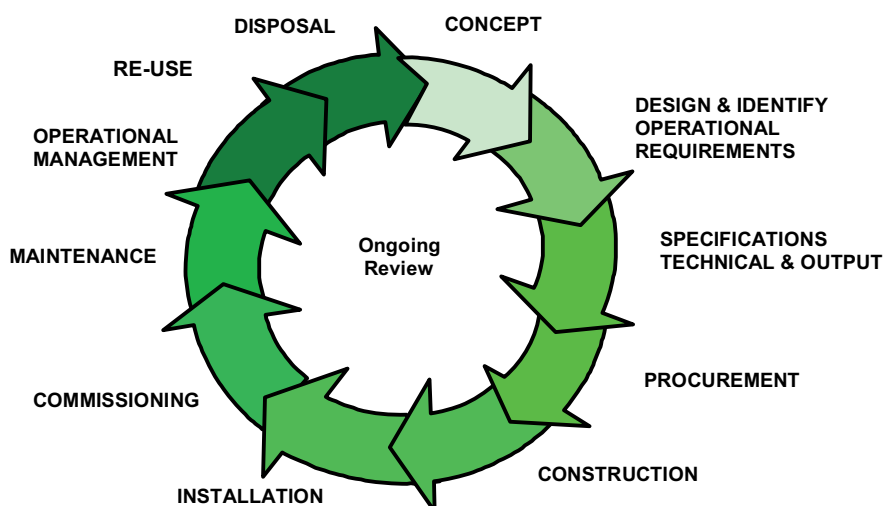 DISPOSAL
CONCEPT
RE-USE
DESIGN & IDENTIFY
OPERATIONAL
REQUIREMENTS
OPERATIONAL
MANAGEMENT
Ongoing
Review
SPECIFICATIONS
TECHNICAL & OUTPUT
MAINTENANCE
PROCUREMENT
COMMISSIONING
CONSTRUCTION
INSTALLATION